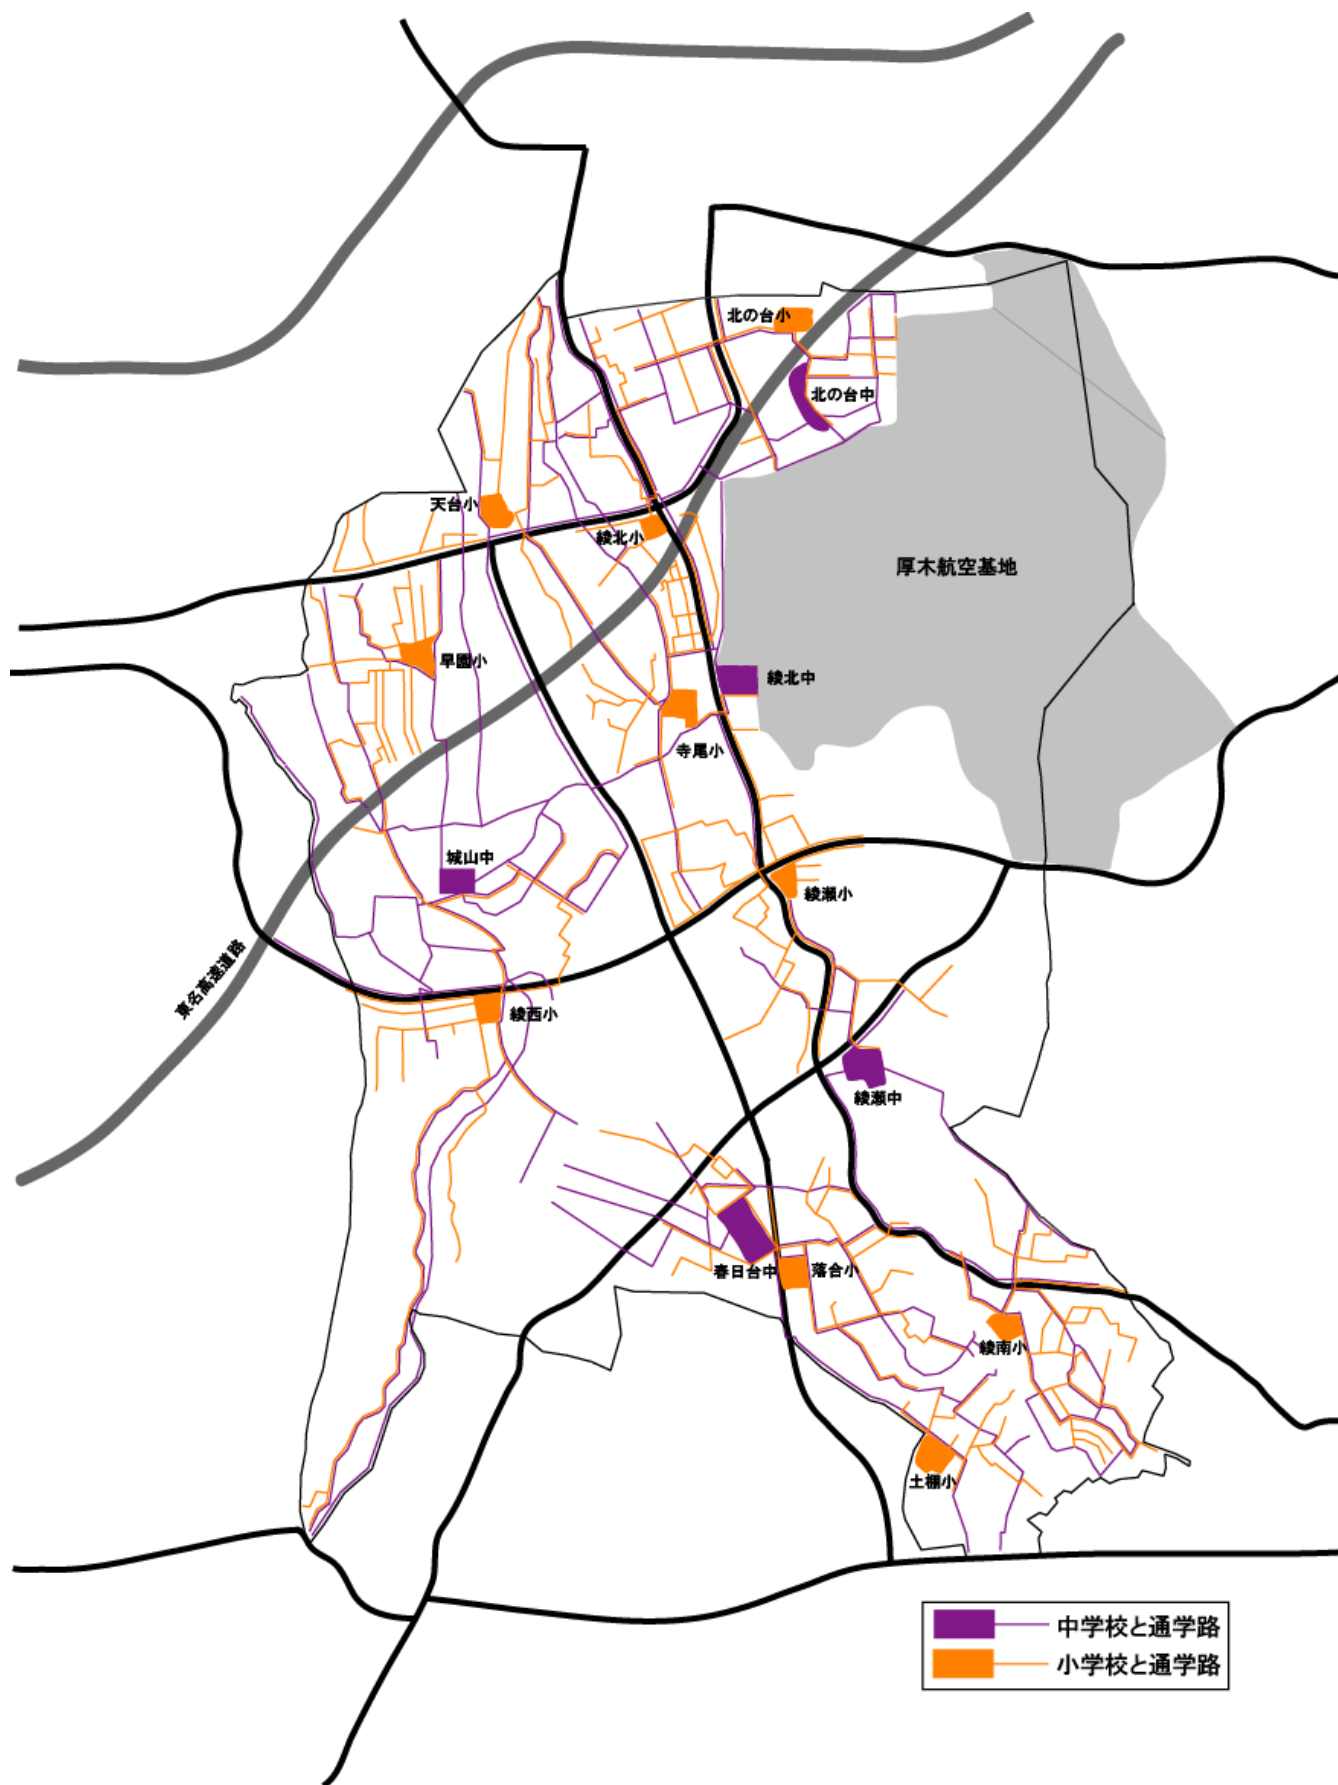 北の台小
北の台中
天台小
綾北小
厚木航空基地
早園小
綾北中
寺尾小
城山中
綾瀬小
東名高速道路
綾西小
綾瀬中
春日台中
落合小
綾南小
土棚小
中学校と通学路
小学校と通学路